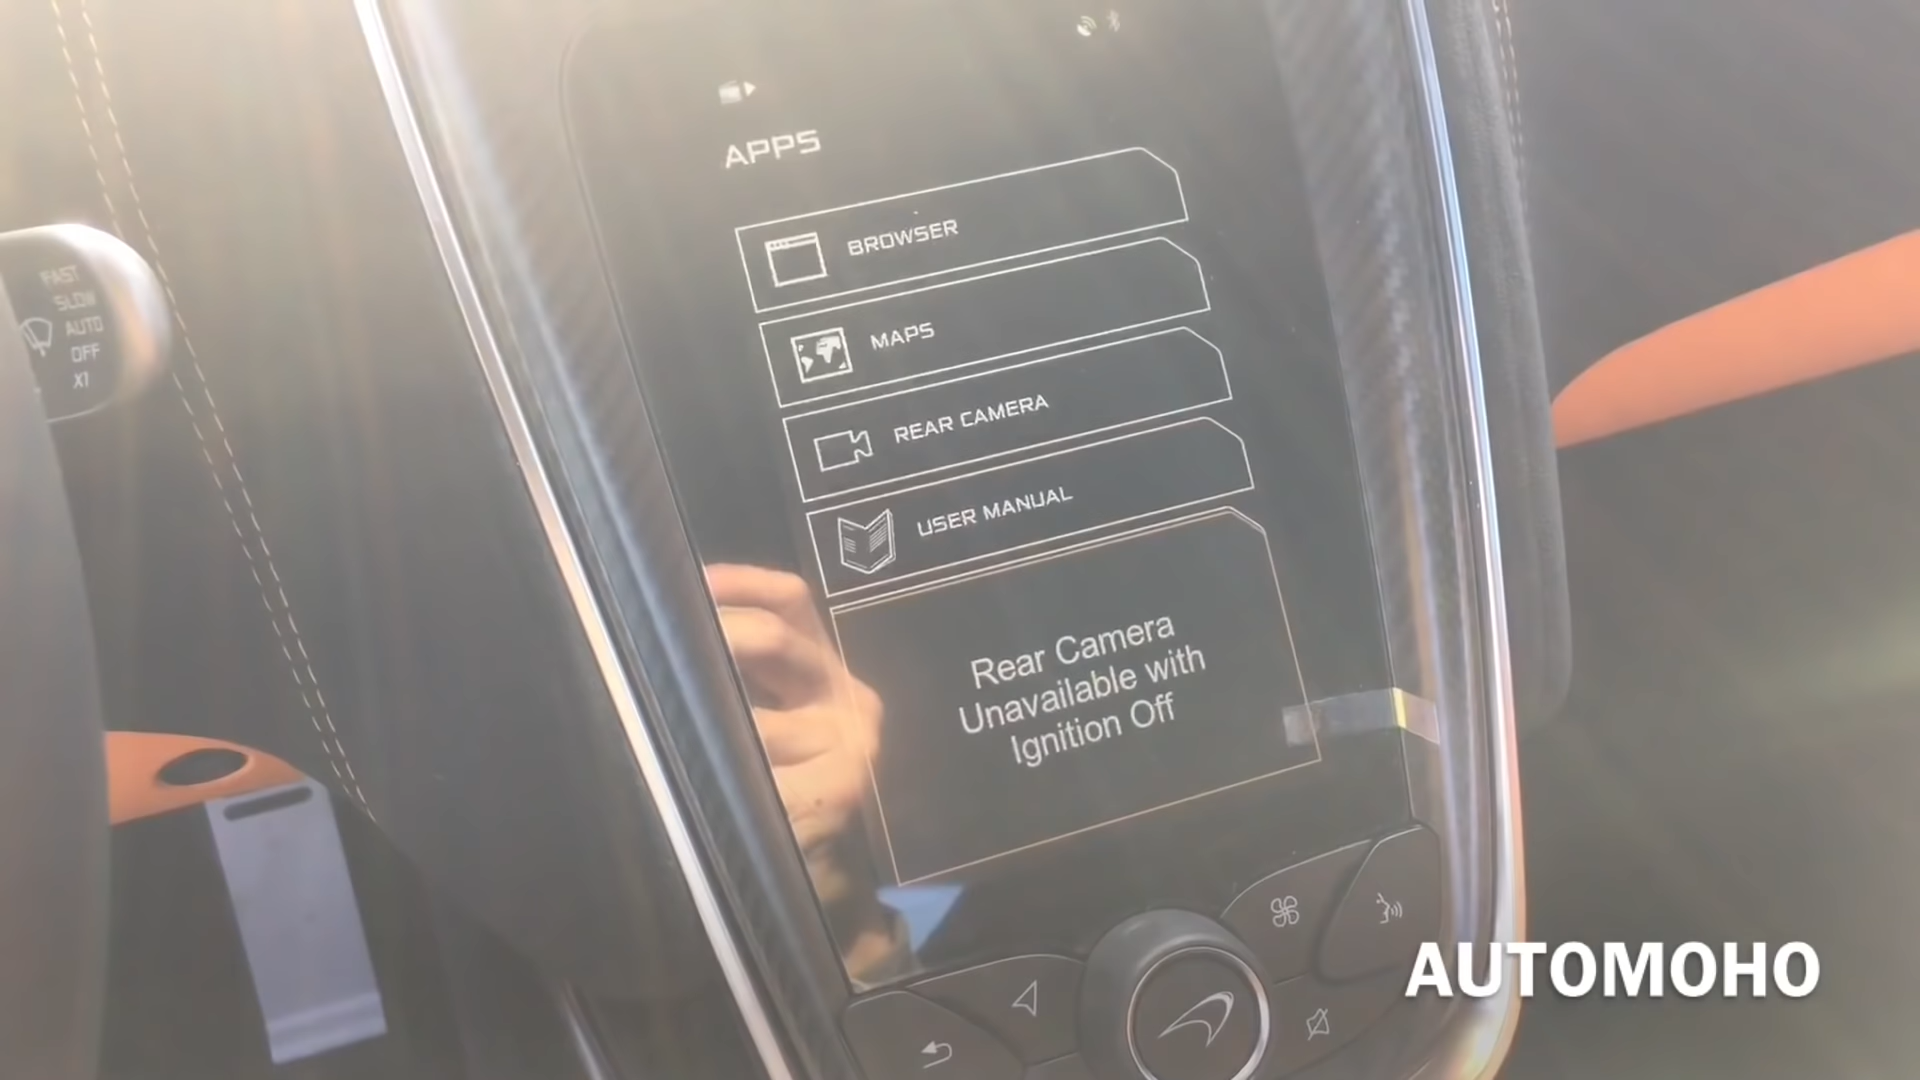 APPS
BROWSER
MAPS
REAR CAMERA
USER MANUAL
Rear Camera
Unavailable with
Ignition Off
FAST
SLOW
AUTO
OFF
X1
AUTOMOHO